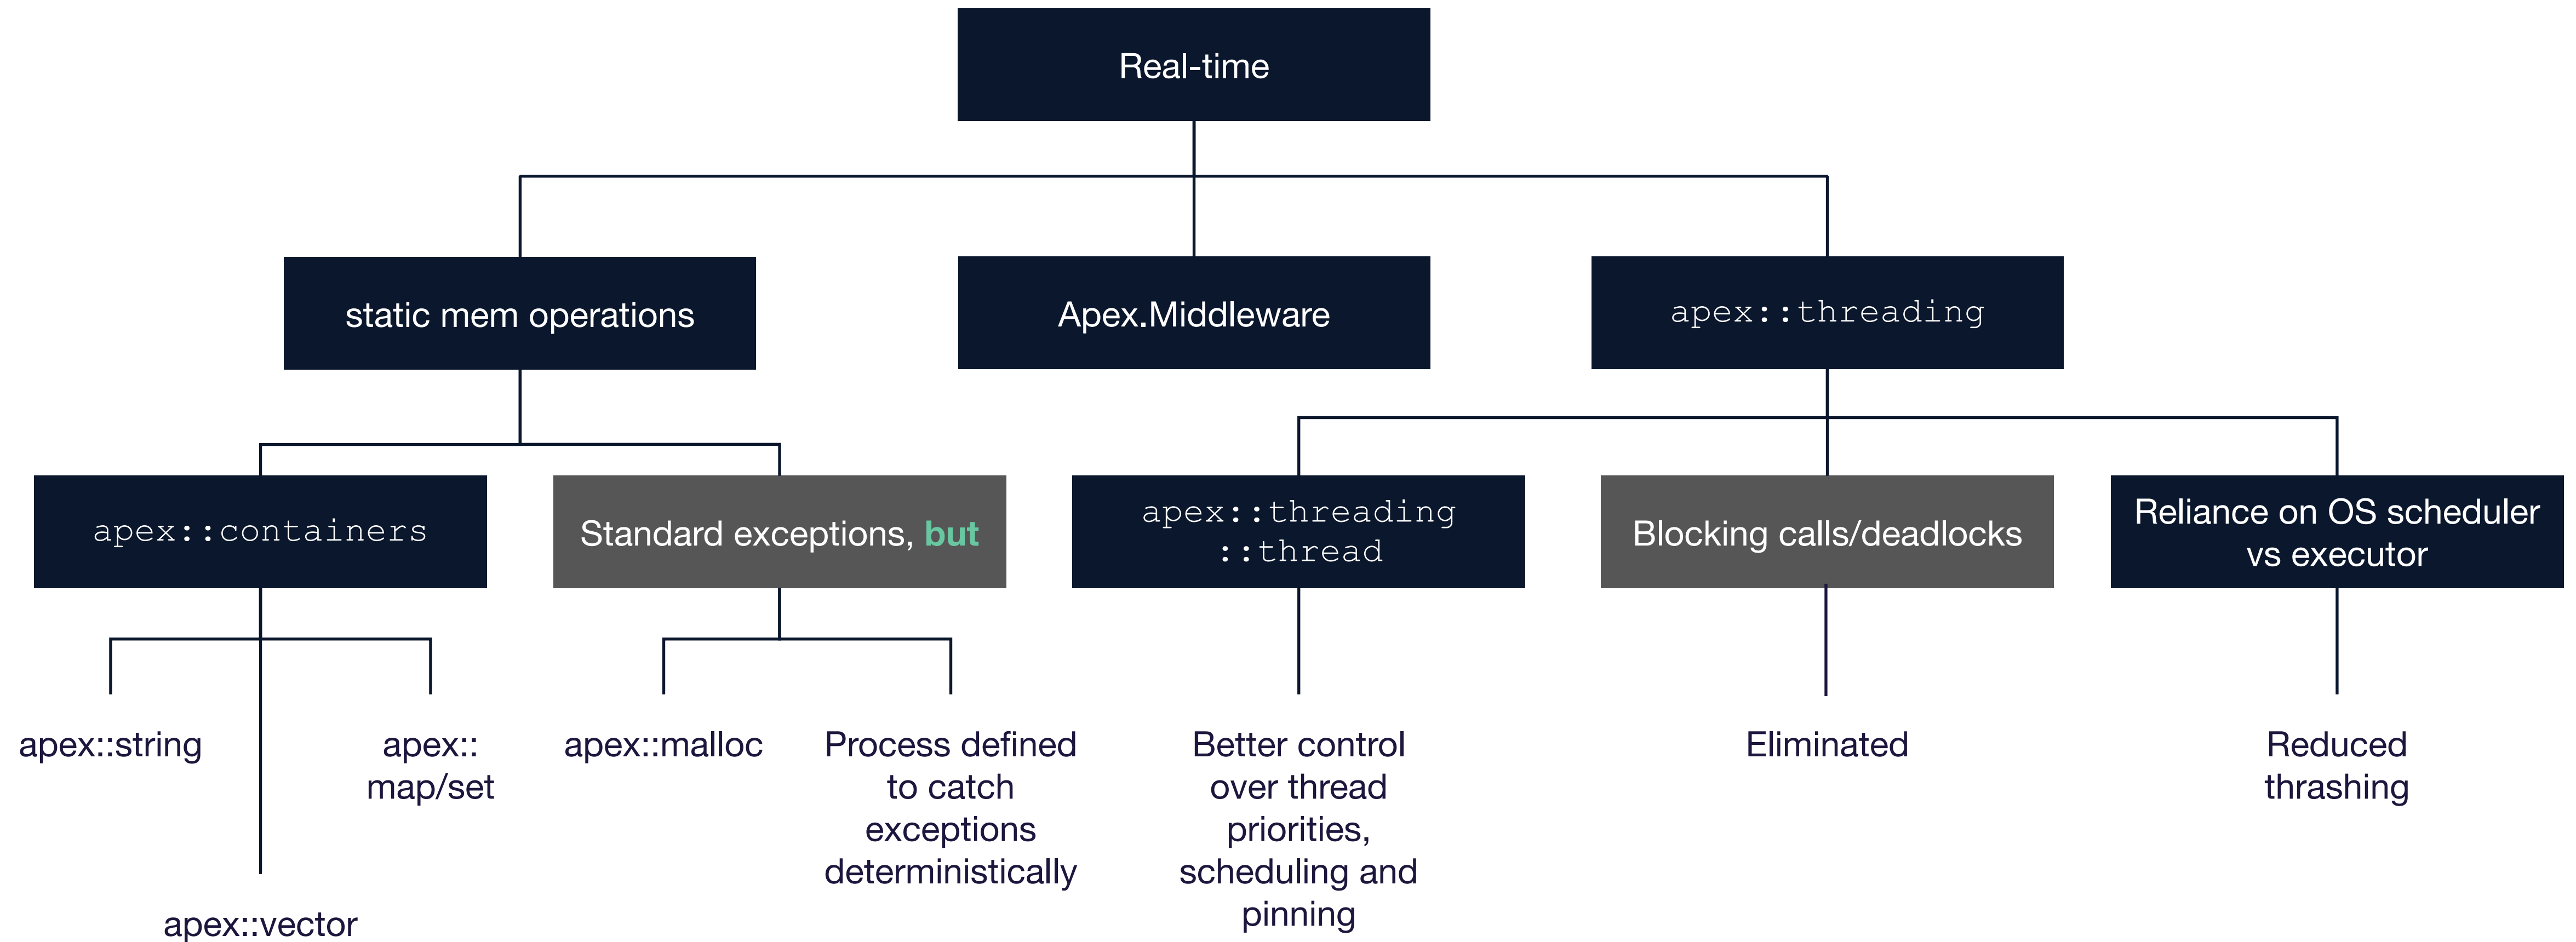 Real-time
static mem operations
Apex.Middleware
apex::threading
apex::containers
Standard exceptions, but
apex::threading
::thread
Blocking calls/deadlocks
Reliance on OS scheduler
vs executor
apex::string
apex::vector
apex::
map/set
apex::malloc
Process defined
to catch
exceptions
deterministically
Better control
over thread
priorities,
scheduling and
pinning
Eliminated
Reduced
thrashing